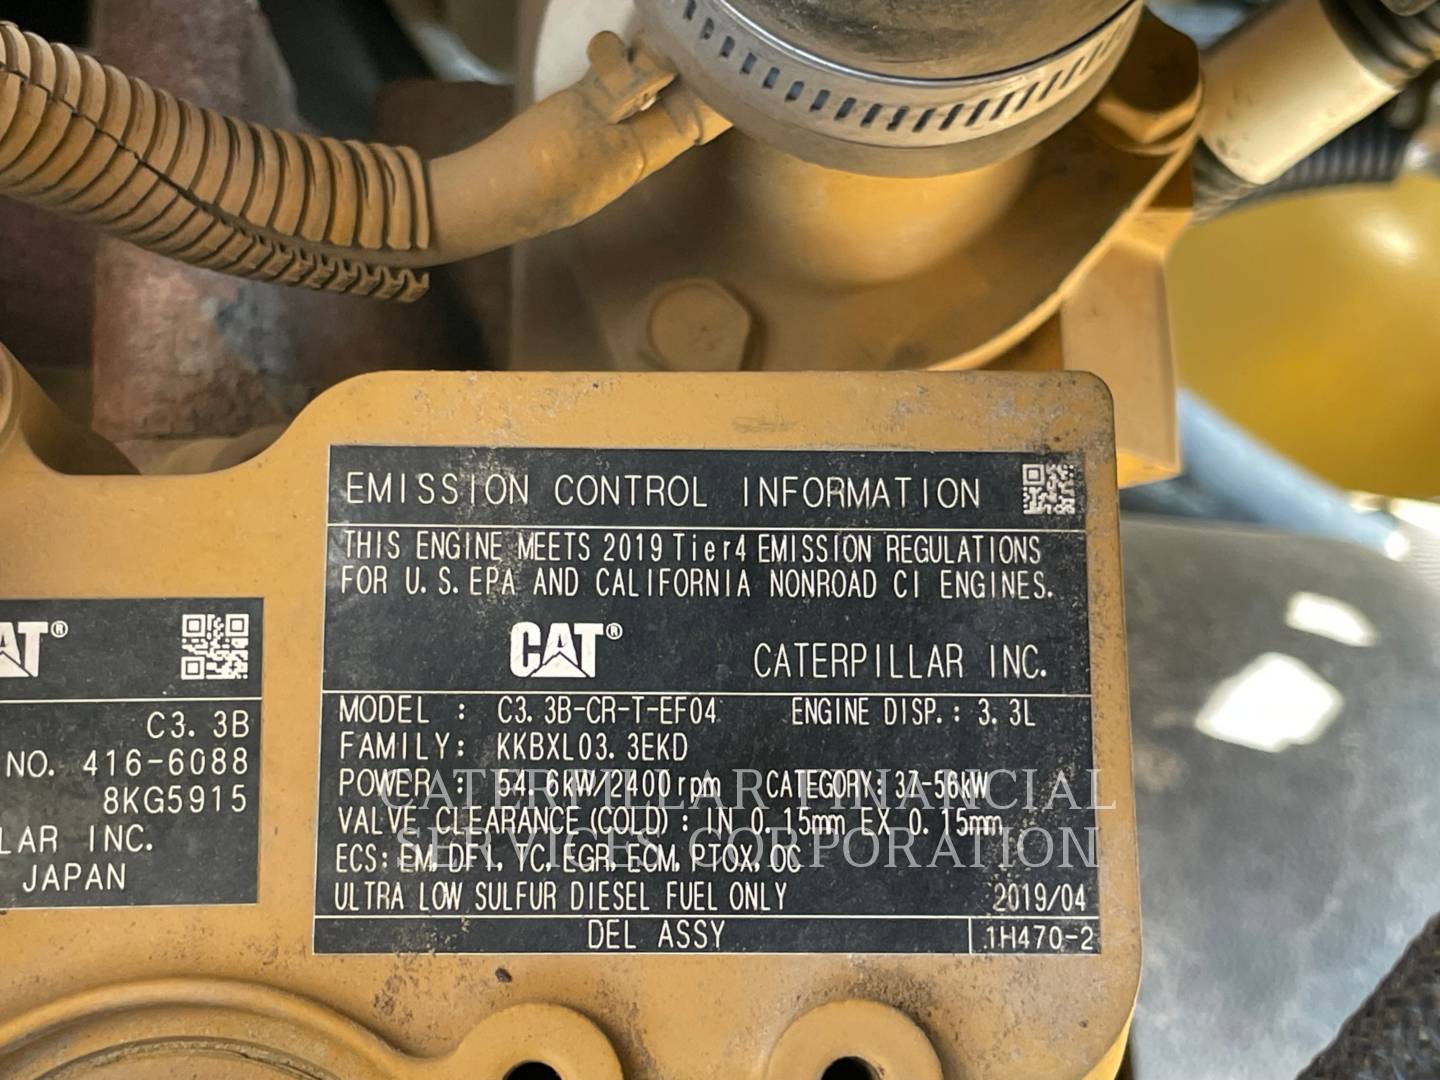 EMISSION CONTROL INFORMATION
THIS ENGINE MEETS 2019 Tier4 EMISSION REGULATIONS
FOR U.S.EPA AND CALIFORNIA NONROAD CI ENGINES.
CAT® CATERPILLAR INC.
MODEL : C3.3B-CR-T-EF04 ENGINE DISP.: 3.3L
FAMILY: KKBXL03.3EKD
POWER : 54.6kW/2400rpm CATEGORY: 37-56kW
VALVE CLEARANCE(COLD): IN 0.15mm EX 0.15mm
ECS: EM, DFI, TC, EGR, ECM, PTOX, OC
ULTRA LOW SULFUR DIESEL FUEL ONLY 2019/04
DEL ASSY 1H470-2
AT®
C3.3B
NO. 416-6088
8KG5915
LAR INC.
JAPAN
CATERPILLAR FINANCIAL
SERVICES CORPORATION